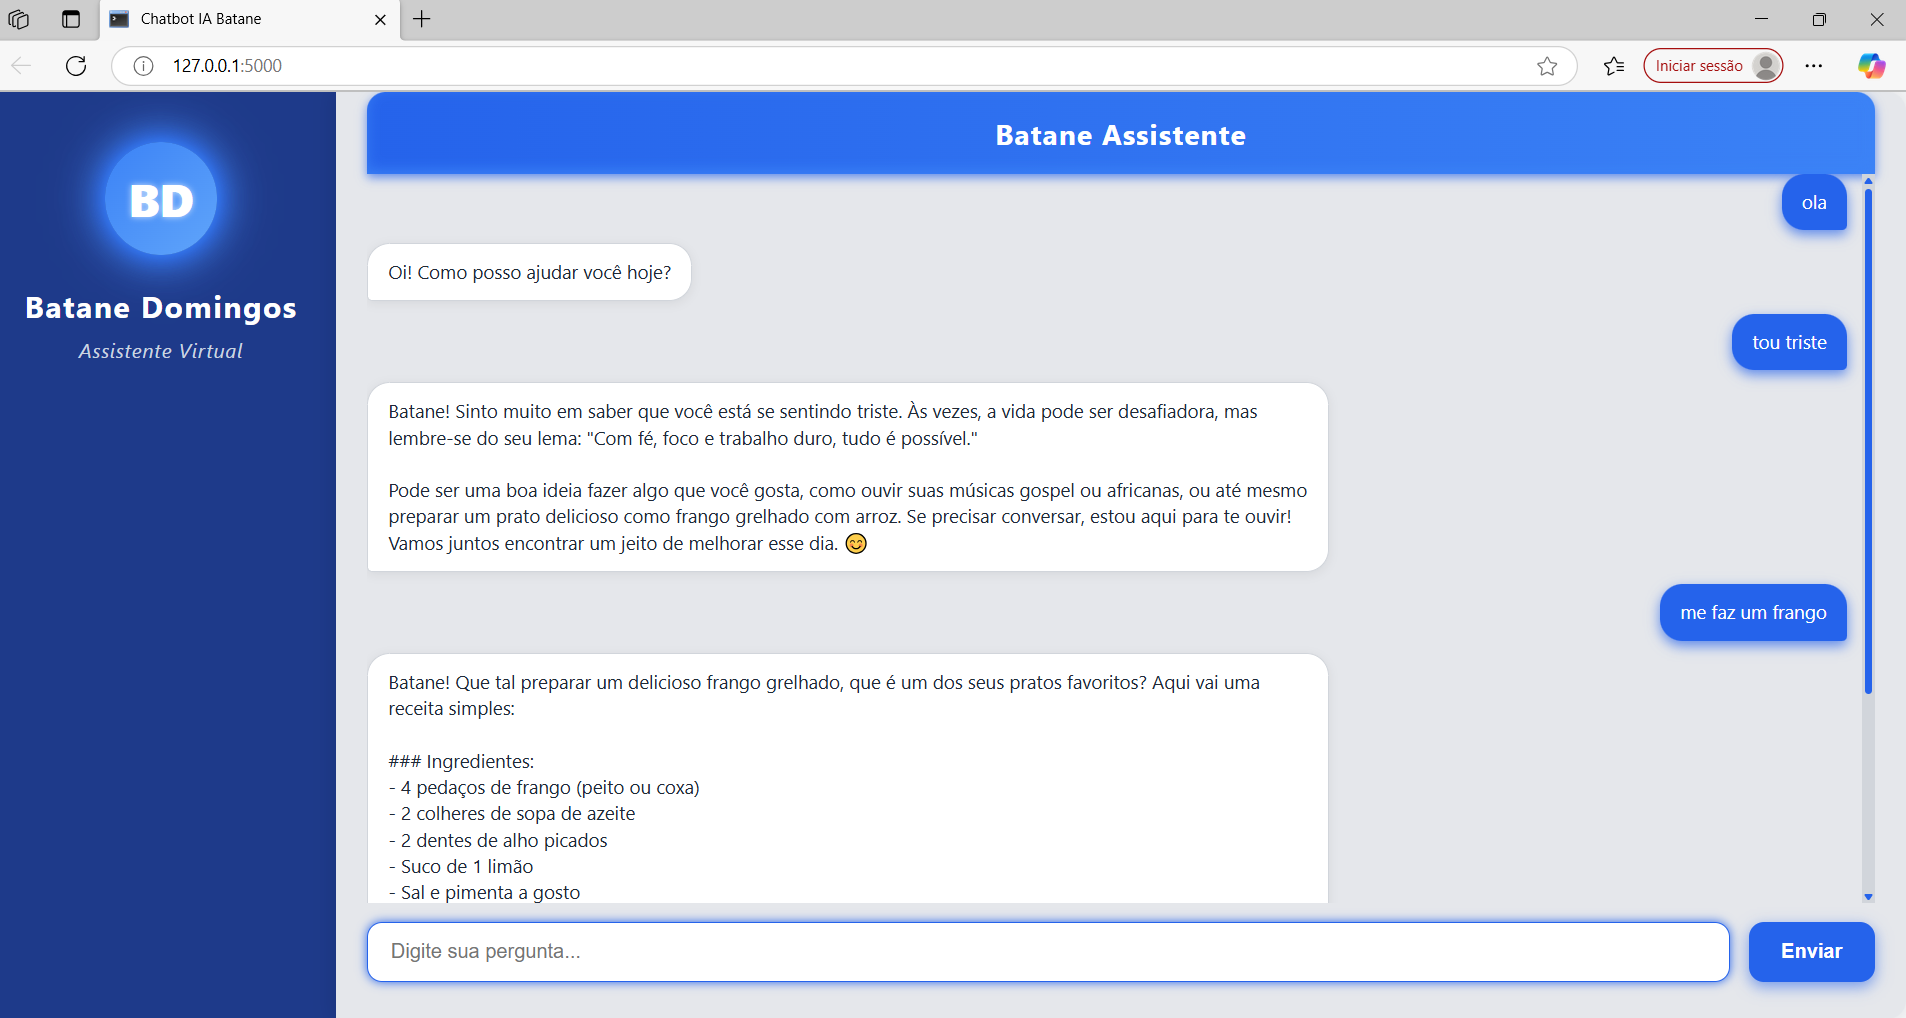 Chatbot IA Batane
127.0.0.1:5000
Iniciar sessão
BD
Batane Domingos
Assistente Virtual
Batane Assistente
ola
Oi! Como posso ajudar você hoje?
tou triste
Batane! Sinto muito em saber que você está se sentindo triste. Às vezes, a vida pode ser desafiadora, mas
lembre-se do seu lema: "Com fé, foco e trabalho duro, tudo é possível."
Pode ser uma boa ideia fazer algo que você gosta, como ouvir suas músicas gospel ou africanas, ou até mesmo
preparar um prato delicioso como frango grelhado com arroz. Se precisar conversar, estou aqui para te ouvir!
Vamos juntos encontrar um jeito de melhorar esse dia. 😊
me faz um frango
Batane! Que tal preparar um delicioso frango grelhado, que é um dos seus pratos favoritos? Aqui vai uma
receita simples:
### Ingredientes:
- 4 pedaços de frango (peito ou coxa)
- 2 colheres de sopa de azeite
- 2 dentes de alho picados
- Suco de 1 limão
- Sal e pimenta a gosto
Digite sua pergunta...
Enviar